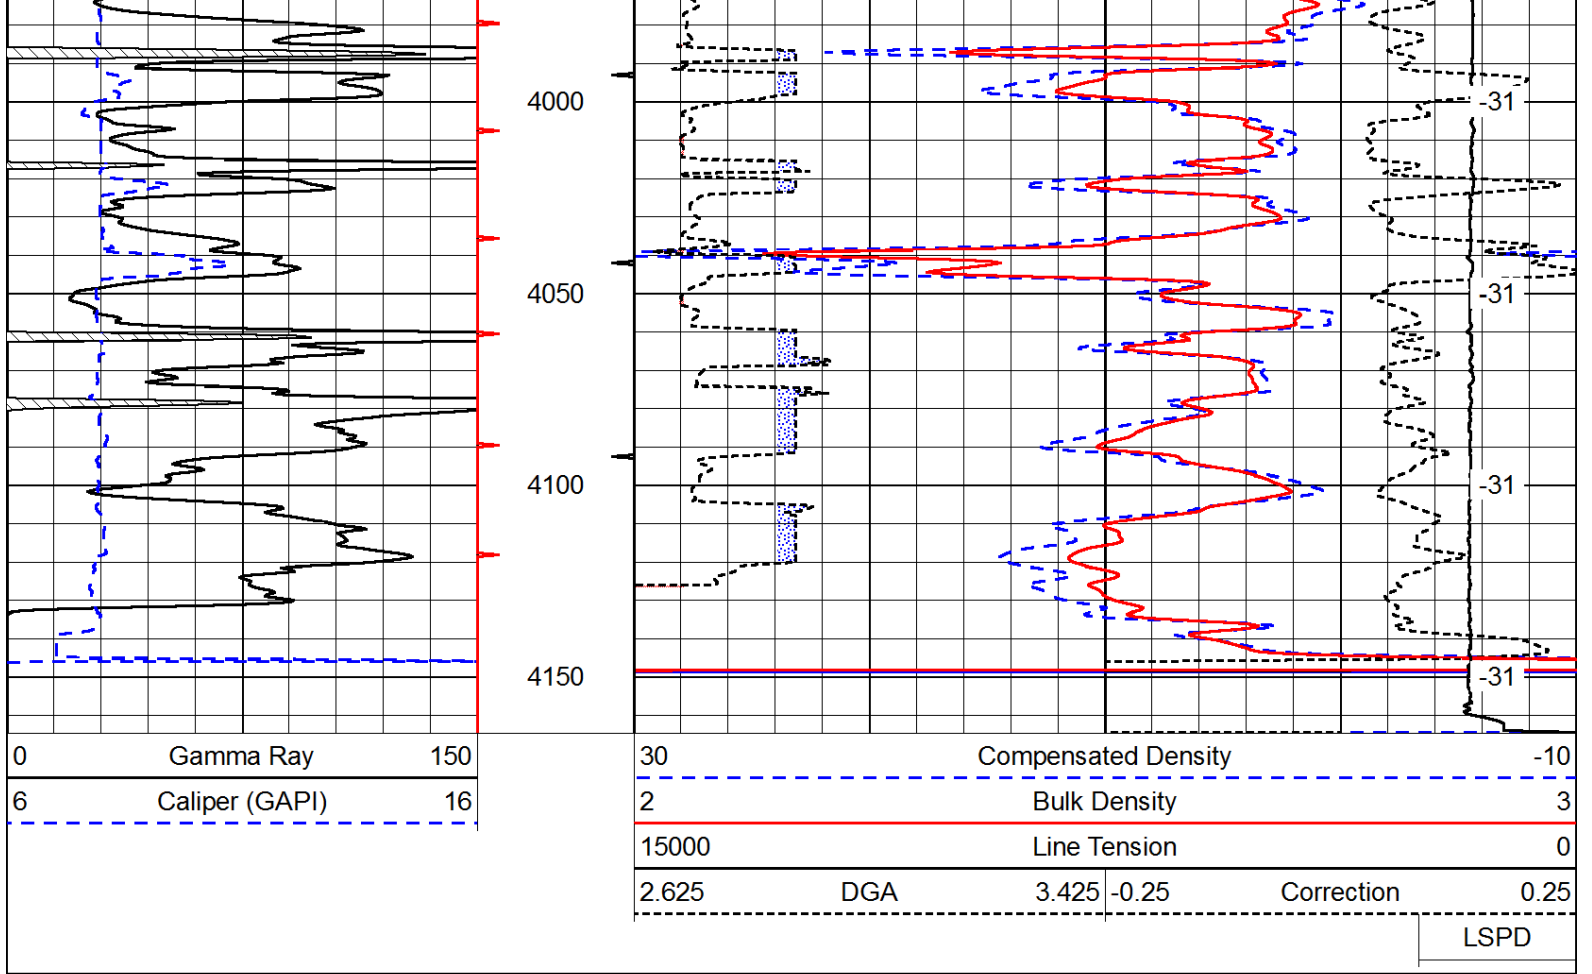 4000
-31
4050
-31
4100
-31
4150
-31
0 Gamma Ray 150
6 Caliper (GAPI) 16
30 Compensated Density -10
2 Bulk Density 3
15000 Line Tension 0
2.625 DGA 3.425 -0.25 Correction 0.25
LSPD